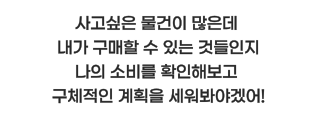 사고싶은 물건이 많은데
내가 구매할 수 있는 것들인지
나의 소비를 확인해보고
구체적인 계획을 세워봐야겠어!